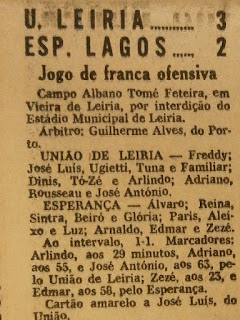 U. LEIRIA..... 3
ESP. LAGOS..... 2
Jogo de franca ofensiva
Campo Albano Tomé Feteira, em
Vieira de Leiria, por interdição do
Estádio Municipal de Leiria.
Árbitro: Guilherme Alves, do Por-
to.
UNIÃO DE LEIRIA — Freddy;
José Luís, Ugietti, Tuna e Familiar;
Dinis, Tó-Zé e Arlindo; Adriano,
Rousseau e José António.
ESPERANÇA — Álvaro; Reina,
Sintra, Beiró e Glória; Paris, Alei-
xo e Luz; Arnaldo, Edmar e Zezé.
Ao intervalo, 1-1. Marcadores:
Arlindo, aos 29 minutos, Adriano,
aos 55, e José António, aos 63, pelo
União de Leiria; Zezé, aos 23, e
Edmar, aos 58, pelo Esperança.
Cartão amarelo a José Luís, do
União.